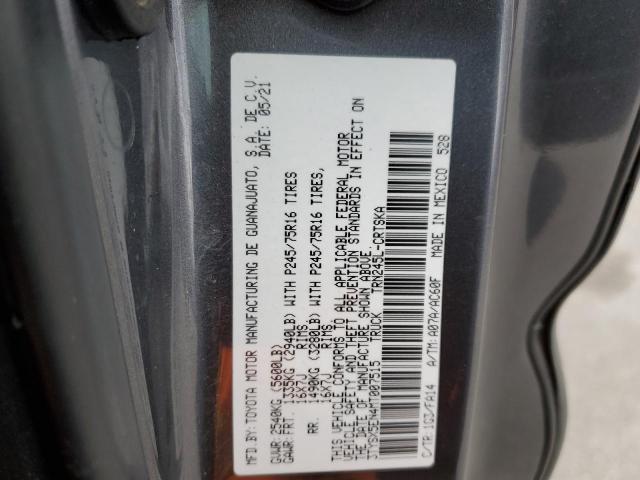 MFD.BY:TOYOTA MOTOR MANUFACTURING DE GUANAJUATO, S.A. DE C.V.
DATE: 05/21
GVWR: 2540KG (5600LB)
GAWR: FRT. 1335KG (2940LB) WITH P245/75R16 TIRES
16X7J RIMS,
RR. 1490KG (3280LB) WITH P245/75R16 TIRES,
16X7J RIMS.
THIS VEHICLE CONFORMS TO ALL APPLICABLE FEDERAL MOTOR
VEHICLE SAFETY AND THEFT PREVENTION STANDARDS IN EFFECT ON
THE DATE OF MANUFACTURE SHOWN ABOVE.
3TYSX5EN4MT007515 TRUCK TRN245L-CRTSKA
C/TR:1G3/FA14 A/TM:A07A/AC60F MADE IN MEXICO 528